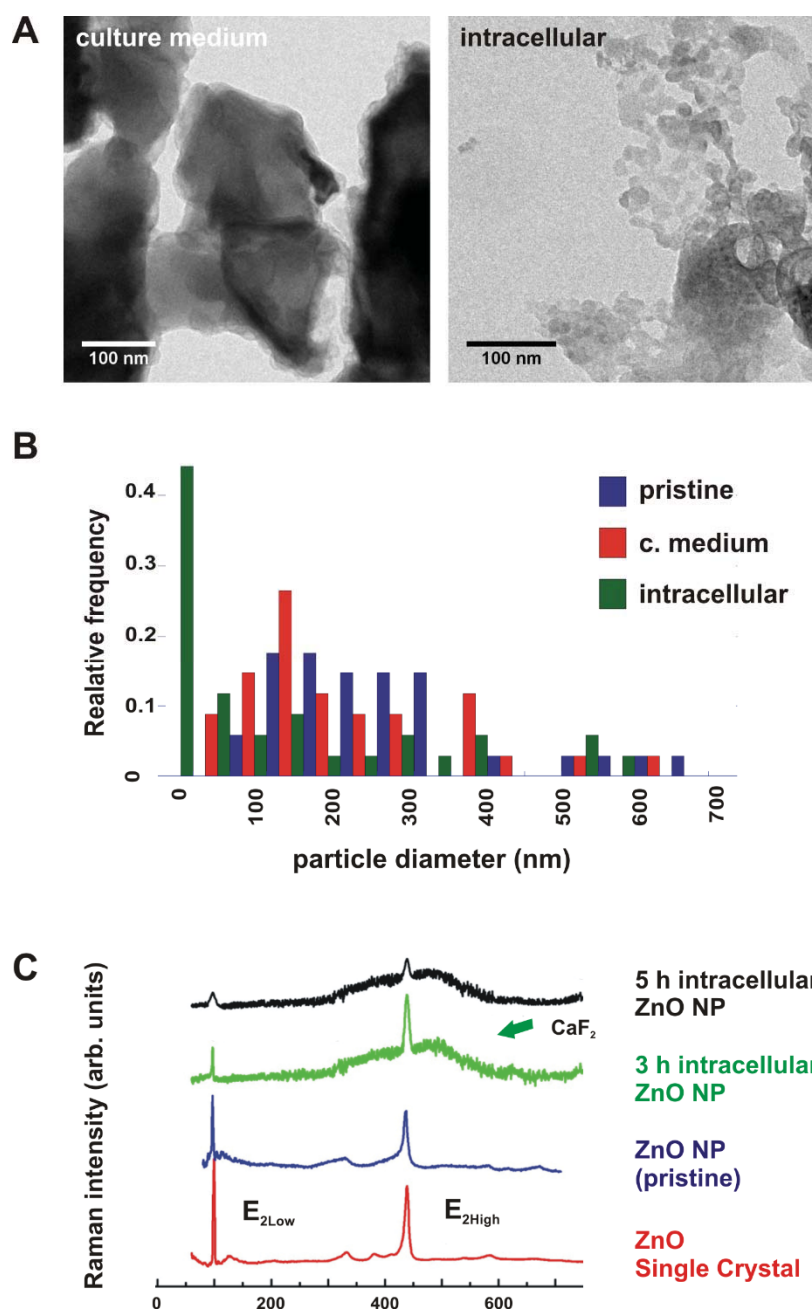 A
culture medium
intracellular
100 nm
100 nm
B
Realative frequency
0.4
0.3
0.2
0.1
0
pristine
c. medium
intracellular
0
100
200
300
400
500
600
700
particle diameter (nm)
C
Raman intensity (arb. units)
5 h intracellular
ZnO NP
CaF₂
3 h intracellular
ZnO NP
ZnO NP
(pristine)
E2Low
E2High
ZnO
Single Crystal
0
200
400
600